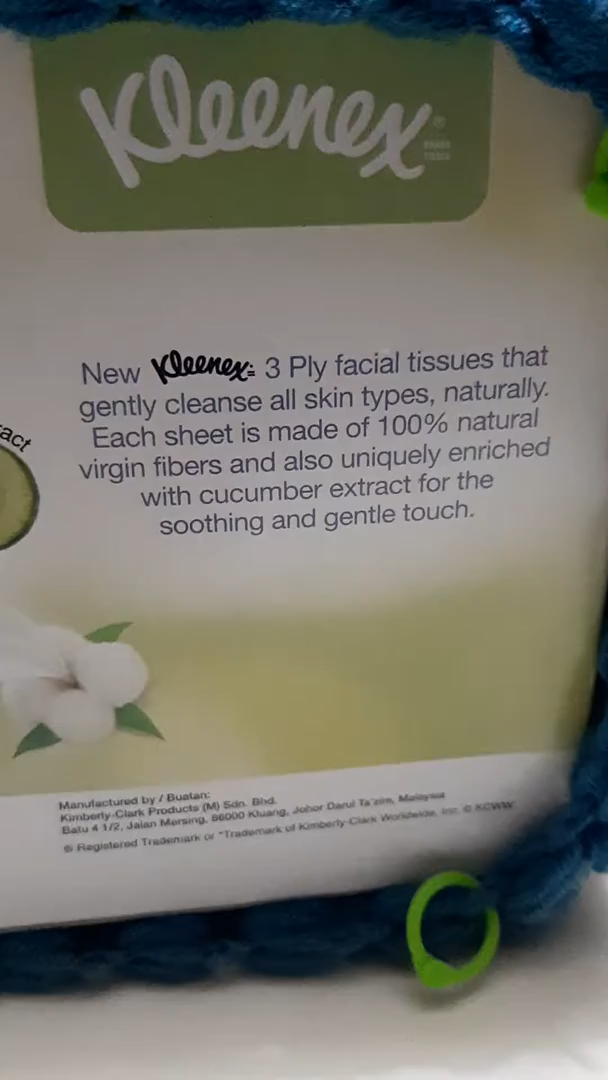 Kleenex®
New Kleenex® 3 Ply facial tissues that
gently cleanse all skin types, naturally.
Each sheet is made of 100% natural
virgin fibers and also uniquely enriched
with cucumber extract for the
soothing and gentle touch.
act
Manufactured by / Buatan:
Kimberly-Clark Products (M) Sdn. Bhd.
Batu 4 1/2, Jalan Mersing, 86000 Kluang, Johor Darul Ta'zim, Malaysia
® Registered Trademark or *Trademark of Kimberly-Clark Worldwide, Inc. © KCWW